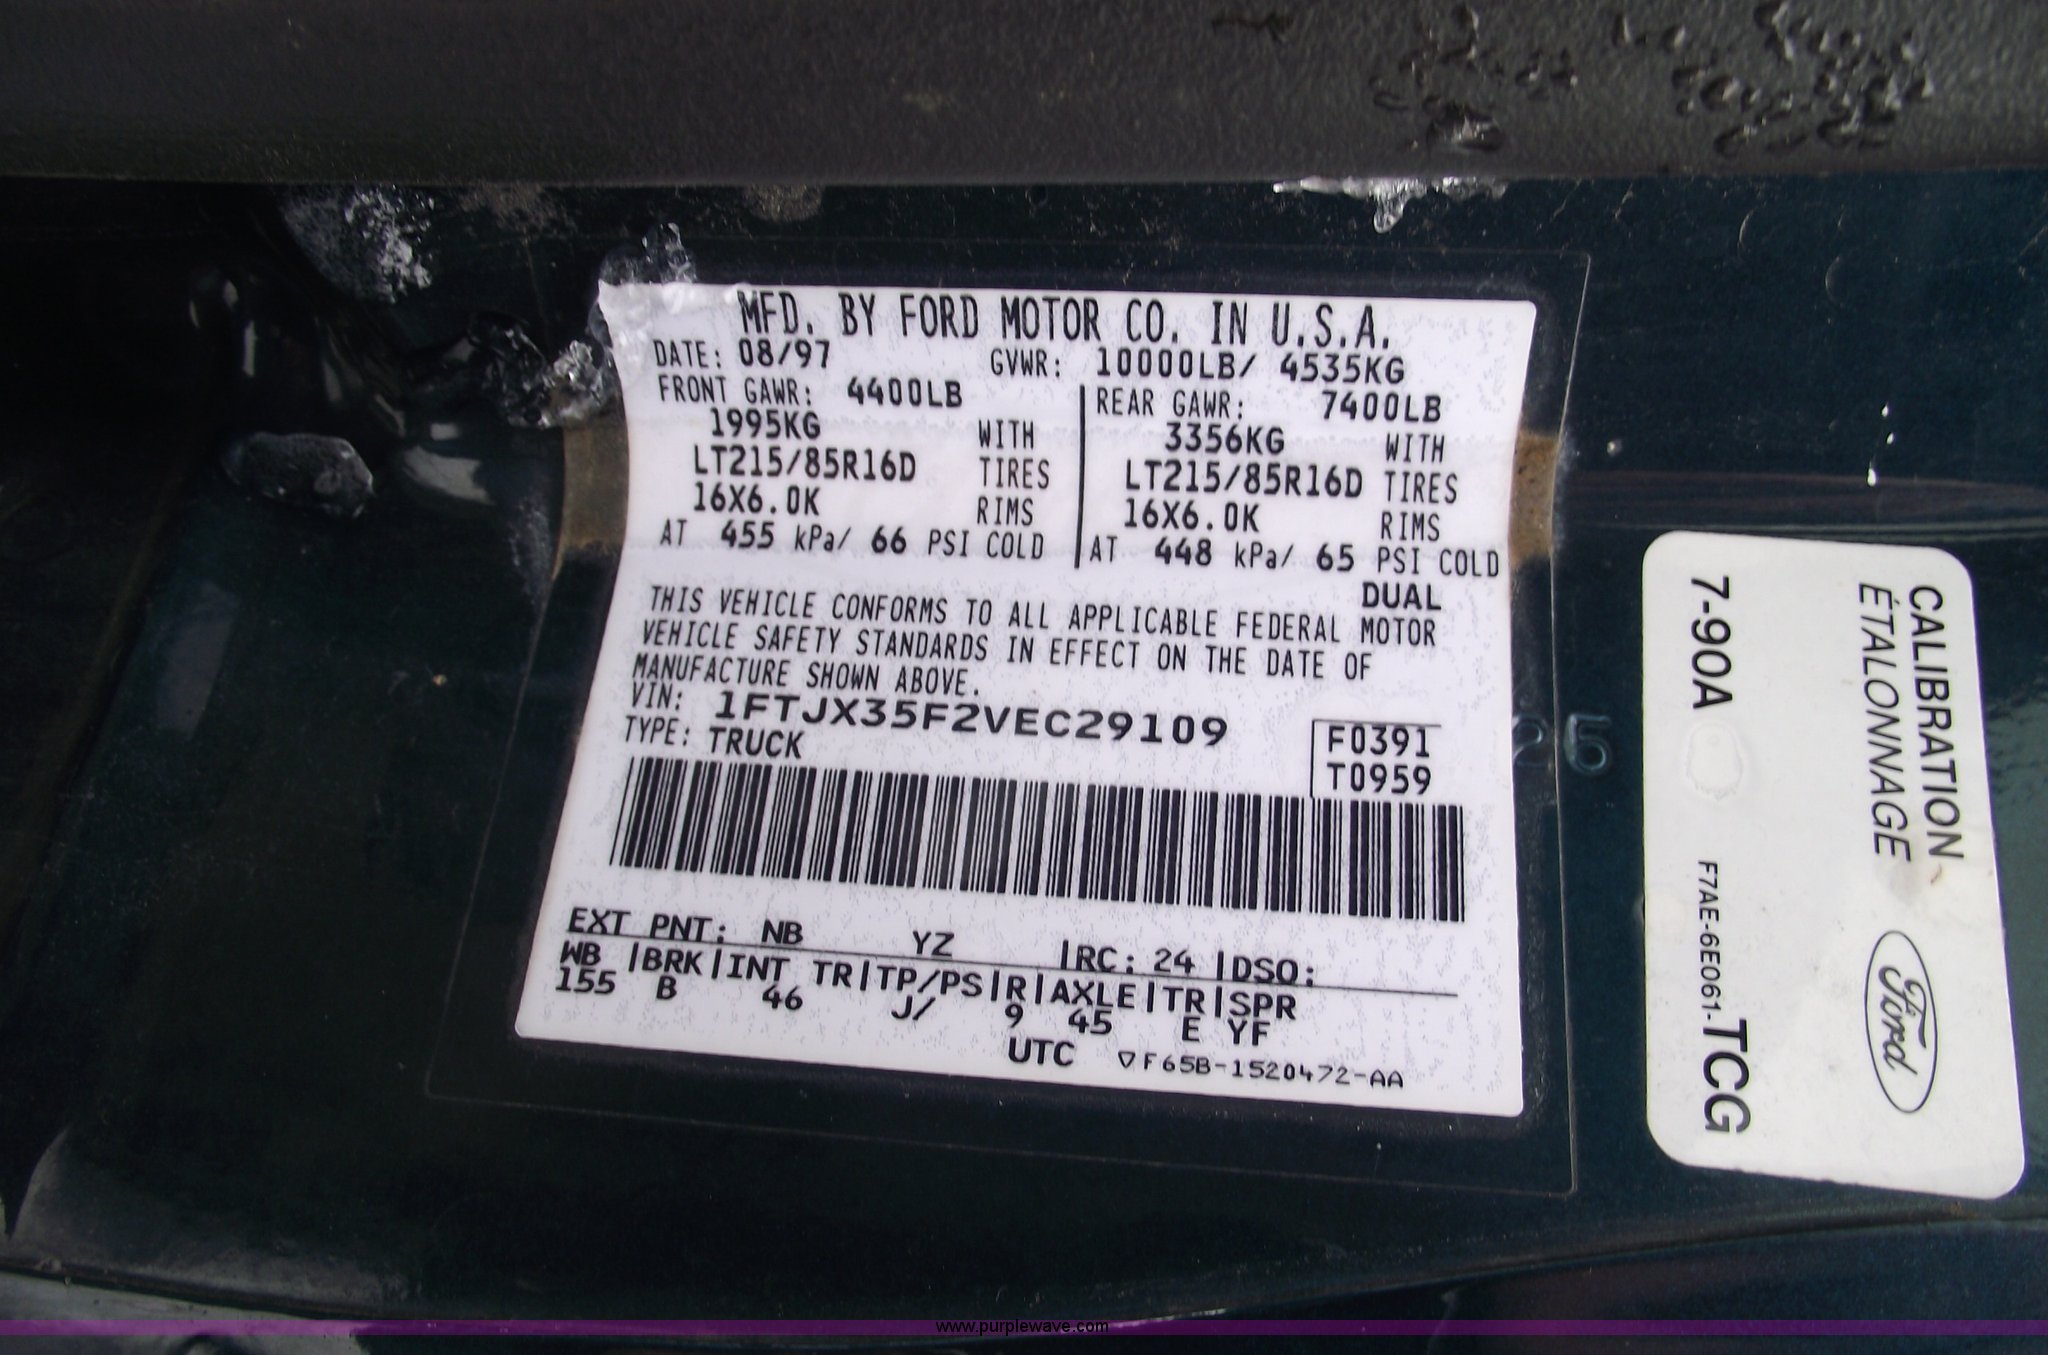 MFD. BY FORD MOTOR CO. IN U.S.A.
DATE: 08/97 GVWR: 10000LB/ 4535KG
FRONT GAWR: 4400LB
1995KG WITH
LT215/85R16D TIRES
16X6.0K RIMS
AT 455 kPa/ 66 PSI COLD
REAR GAWR: 7400LB
3356KG WITH
LT215/85R16D TIRES
16X6.0K RIMS
AT 448 kPa/ 65 PSI COLD
DUAL
THIS VEHICLE CONFORMS TO ALL APPLICABLE FEDERAL MOTOR
VEHICLE SAFETY STANDARDS IN EFFECT ON THE DATE OF
MANUFACTURE SHOWN ABOVE.
VIN: 1FTJX35F2VEC29109
TYPE: TRUCK
F0391
T0959
EXT PNT: NB YZ |RC: 24 |DSO:
WB |BRK|INT TR|TP/PS|R|AXLE|TR|SPR
155 B 46 J/ 9 45 E YF
UTC ▽F65B-1520472-AA
25
CALIBRATION
ÉTALONNAGE
Ford
7-90A F7AE-6E061-TCG
www.purplewave.com